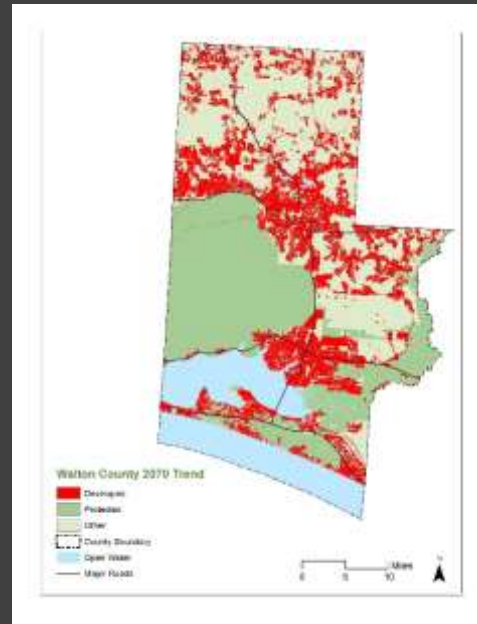 Walton County 2070 Trend
Developed
Protected
Other
County Boundary
Open Water
Major Roads
Miles
0 5 10
N